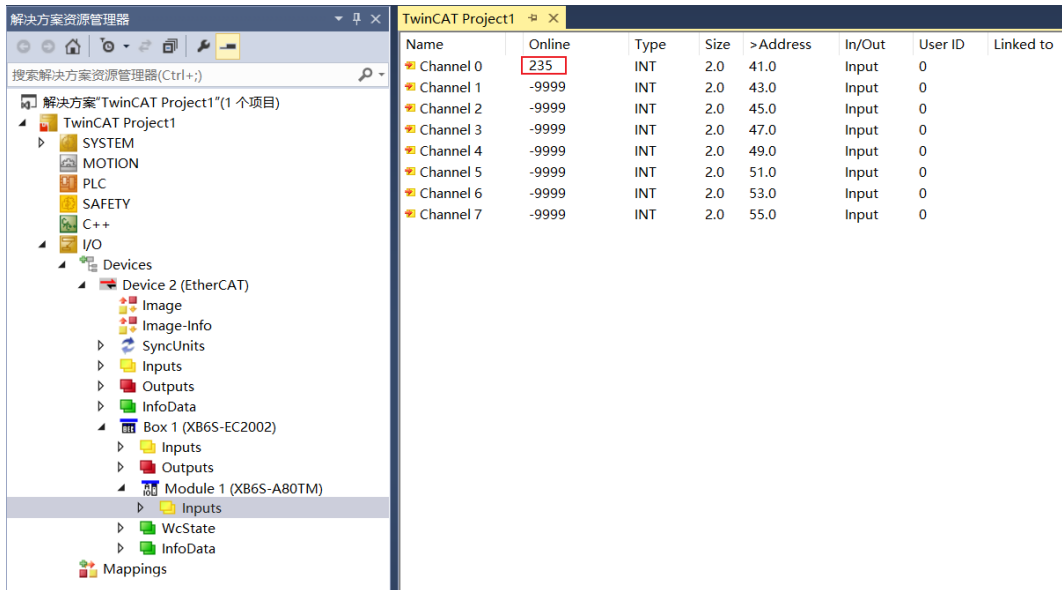 解决方案资源管理器
搜索解决方案资源管理器(Ctrl+;)
解决方案"TwinCAT Project1"(1 个项目)
TwinCAT Project1
SYSTEM
MOTION
PLC
SAFETY
C++
I/O
Devices
Device 2 (EtherCAT)
Image
Image-Info
SyncUnits
Inputs
Outputs
InfoData
Box 1 (XB6S-EC2002)
Inputs
Outputs
Module 1 (XB6S-A80TM)
Inputs
WcState
InfoData
Mappings
TwinCAT Project1
Name Online Type Size >Address In/Out User ID Linked to
Channel 0 235 INT 2.0 41.0 Input 0
Channel 1 -9999 INT 2.0 43.0 Input 0
Channel 2 -9999 INT 2.0 45.0 Input 0
Channel 3 -9999 INT 2.0 47.0 Input 0
Channel 4 -9999 INT 2.0 49.0 Input 0
Channel 5 -9999 INT 2.0 51.0 Input 0
Channel 6 -9999 INT 2.0 53.0 Input 0
Channel 7 -9999 INT 2.0 55.0 Input 0